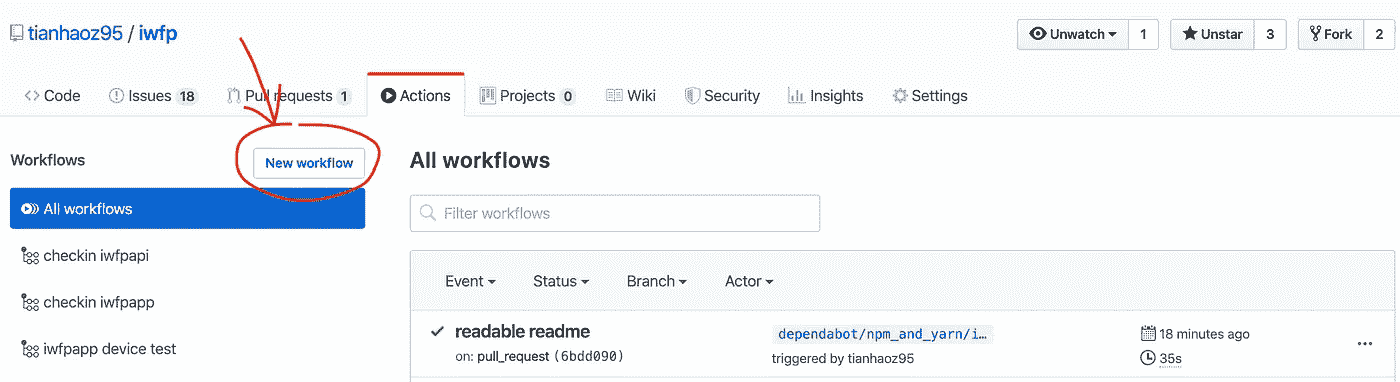 tianhaoz95 / iwfp
Unwatch 1 Unstar 3 Fork 2
Code Issues 18 Pull requests 1 Actions Projects 0 Wiki Security Insights Settings
Workflows
New workflow
All workflows
checkin iwfpapi
checkin iwfpapp
iwfpapp device test
All workflows
Filter workflows
Event Status Branch Actor
readable readme dependabot/npm_and_yarn/i… 18 minutes ago
on: pull_request (6bdd090) triggered by tianhaoz95 35s